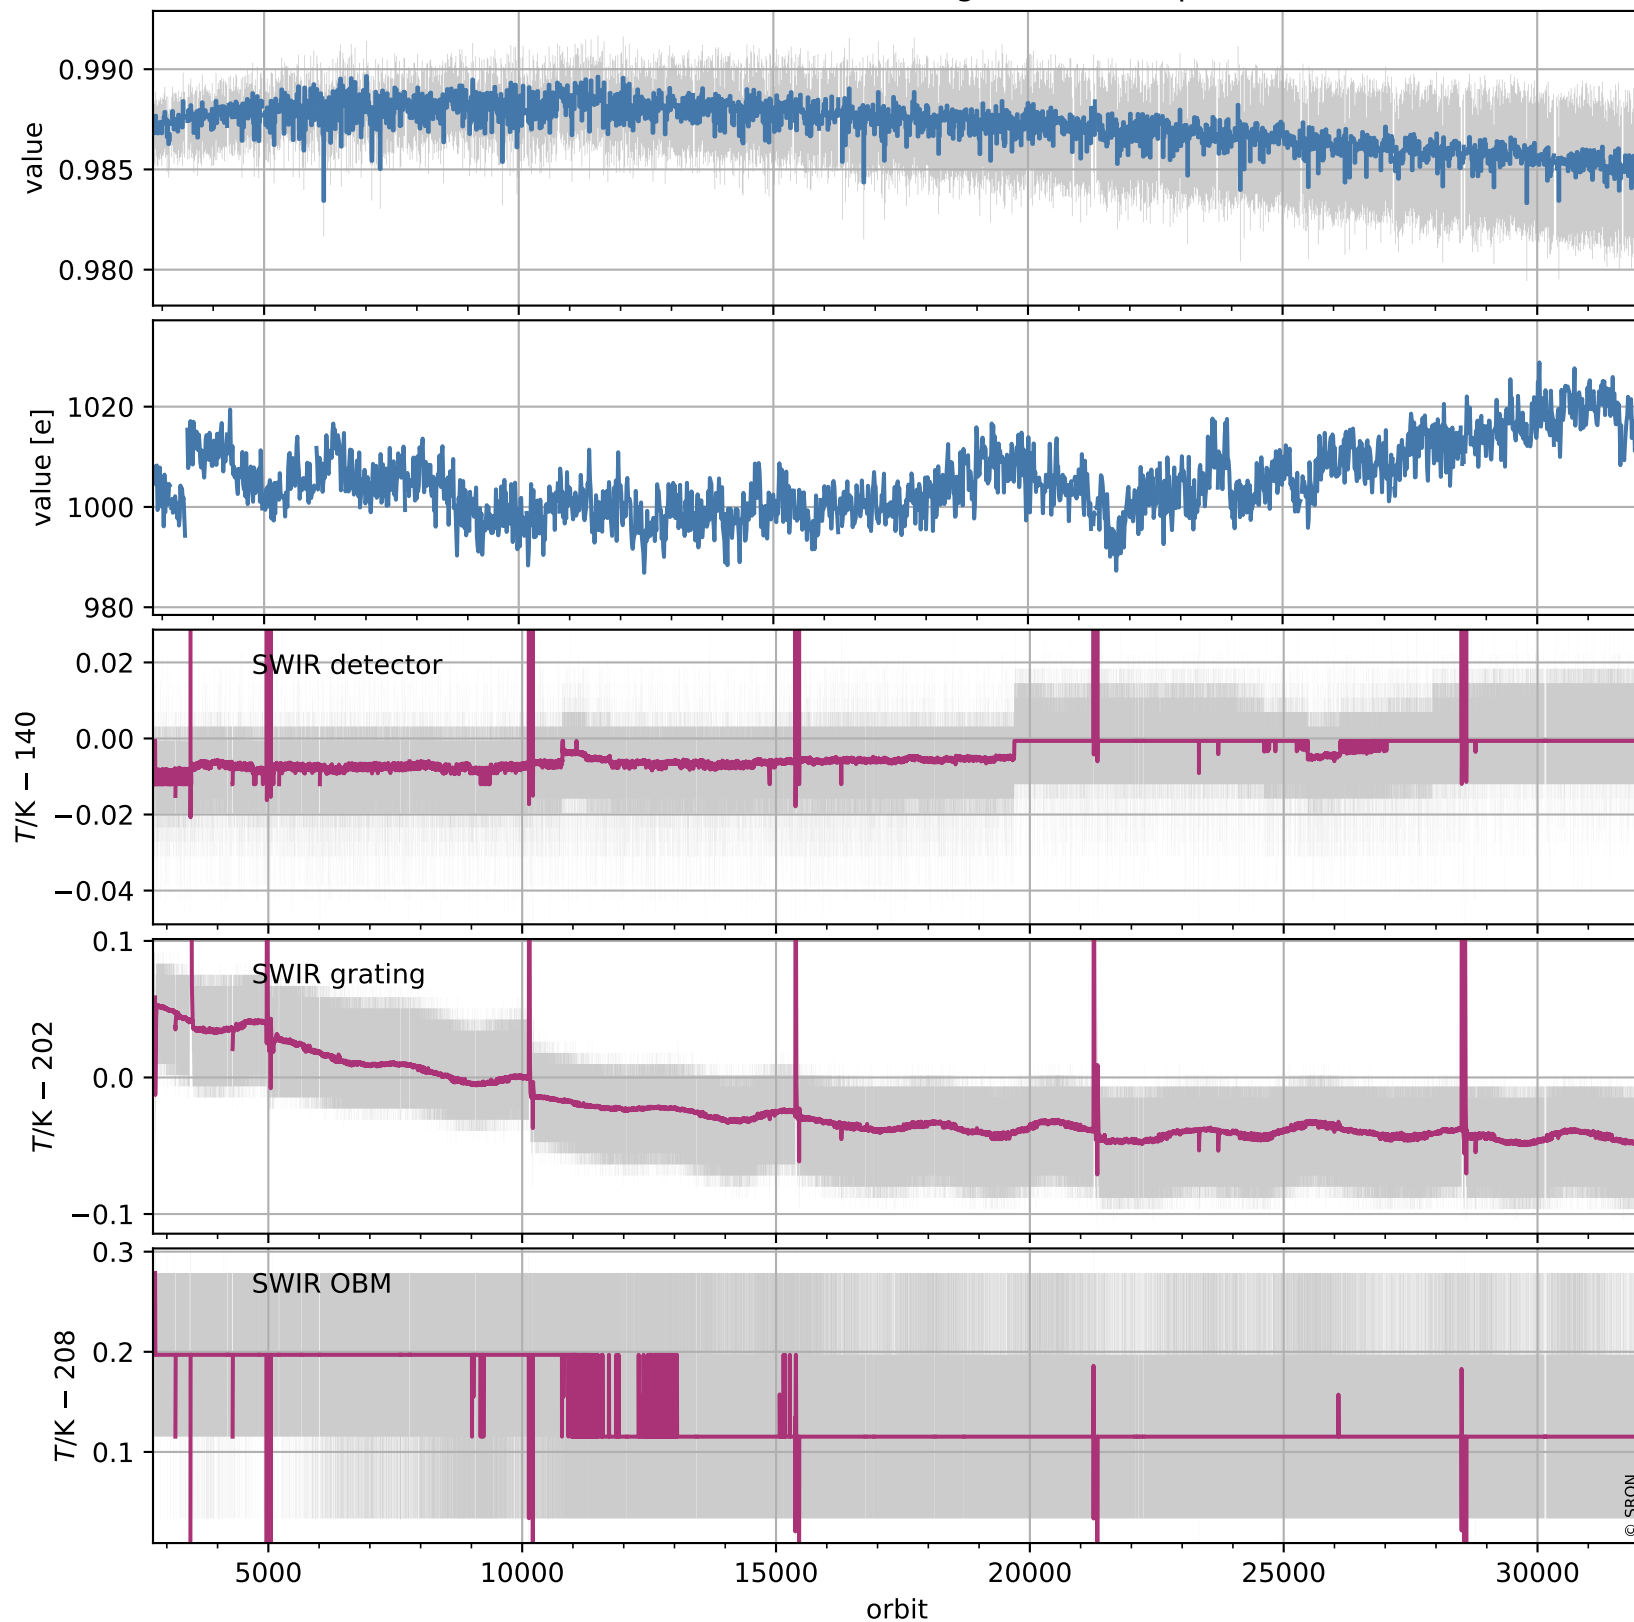 0.990
0.985
0.980
value
1020
1000
980
value [e]
SWIR detector
0.02
0.00
−0.02
−0.04
T/K − 140
SWIR grating
0.1
0.0
−0.1
T/K − 202
SWIR OBM
0.3
0.2
0.1
T/K − 208
5000 10000 15000 20000 25000 30000
orbit
© SRON